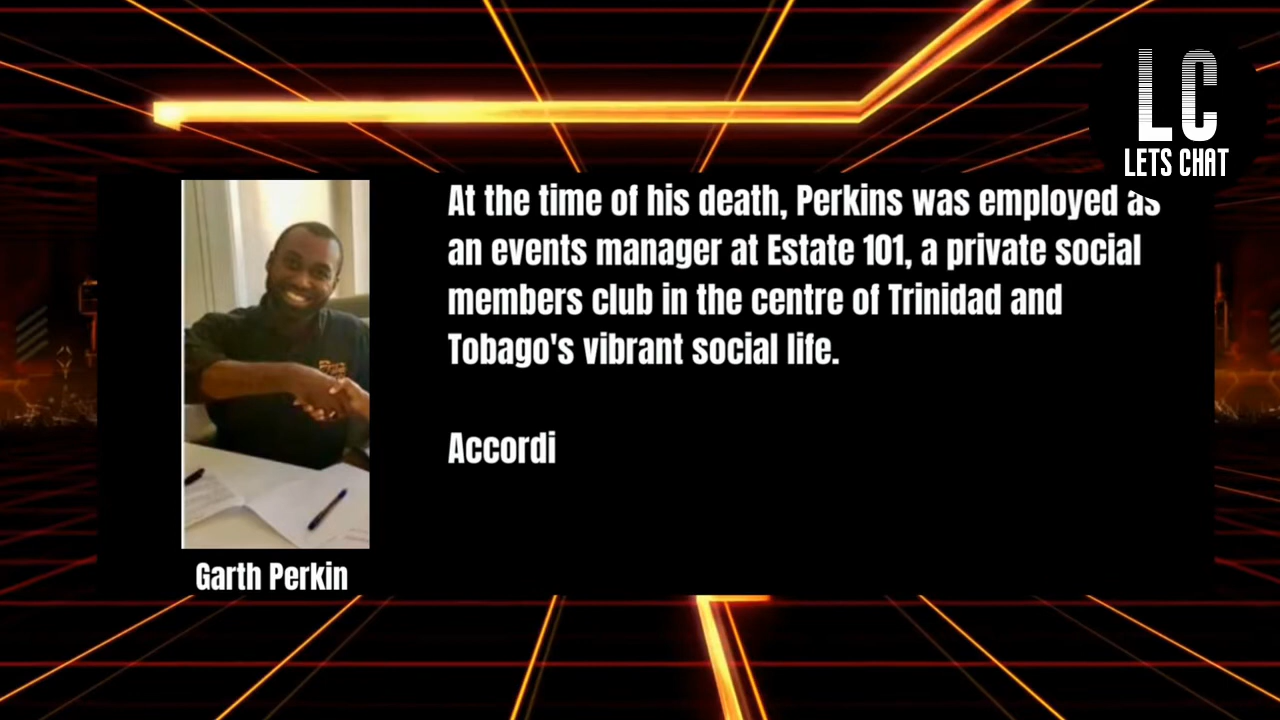 LC
LETS CHAT
At the time of his death, Perkins was employed as
an events manager at Estate 101, a private social
members club in the centre of Trinidad and
Tobago's vibrant social life.
Accordi
Garth Perkin